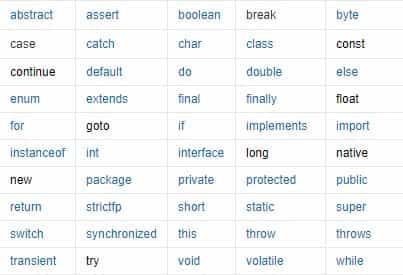 abstract assert boolean break byte
case catch char class const
continue default do double else
enum extends final finally float
for goto if implements import
instanceof int interface long native
new package private protected public
return strictfp short static super
switch synchronized this throw throws
transient try void volatile while